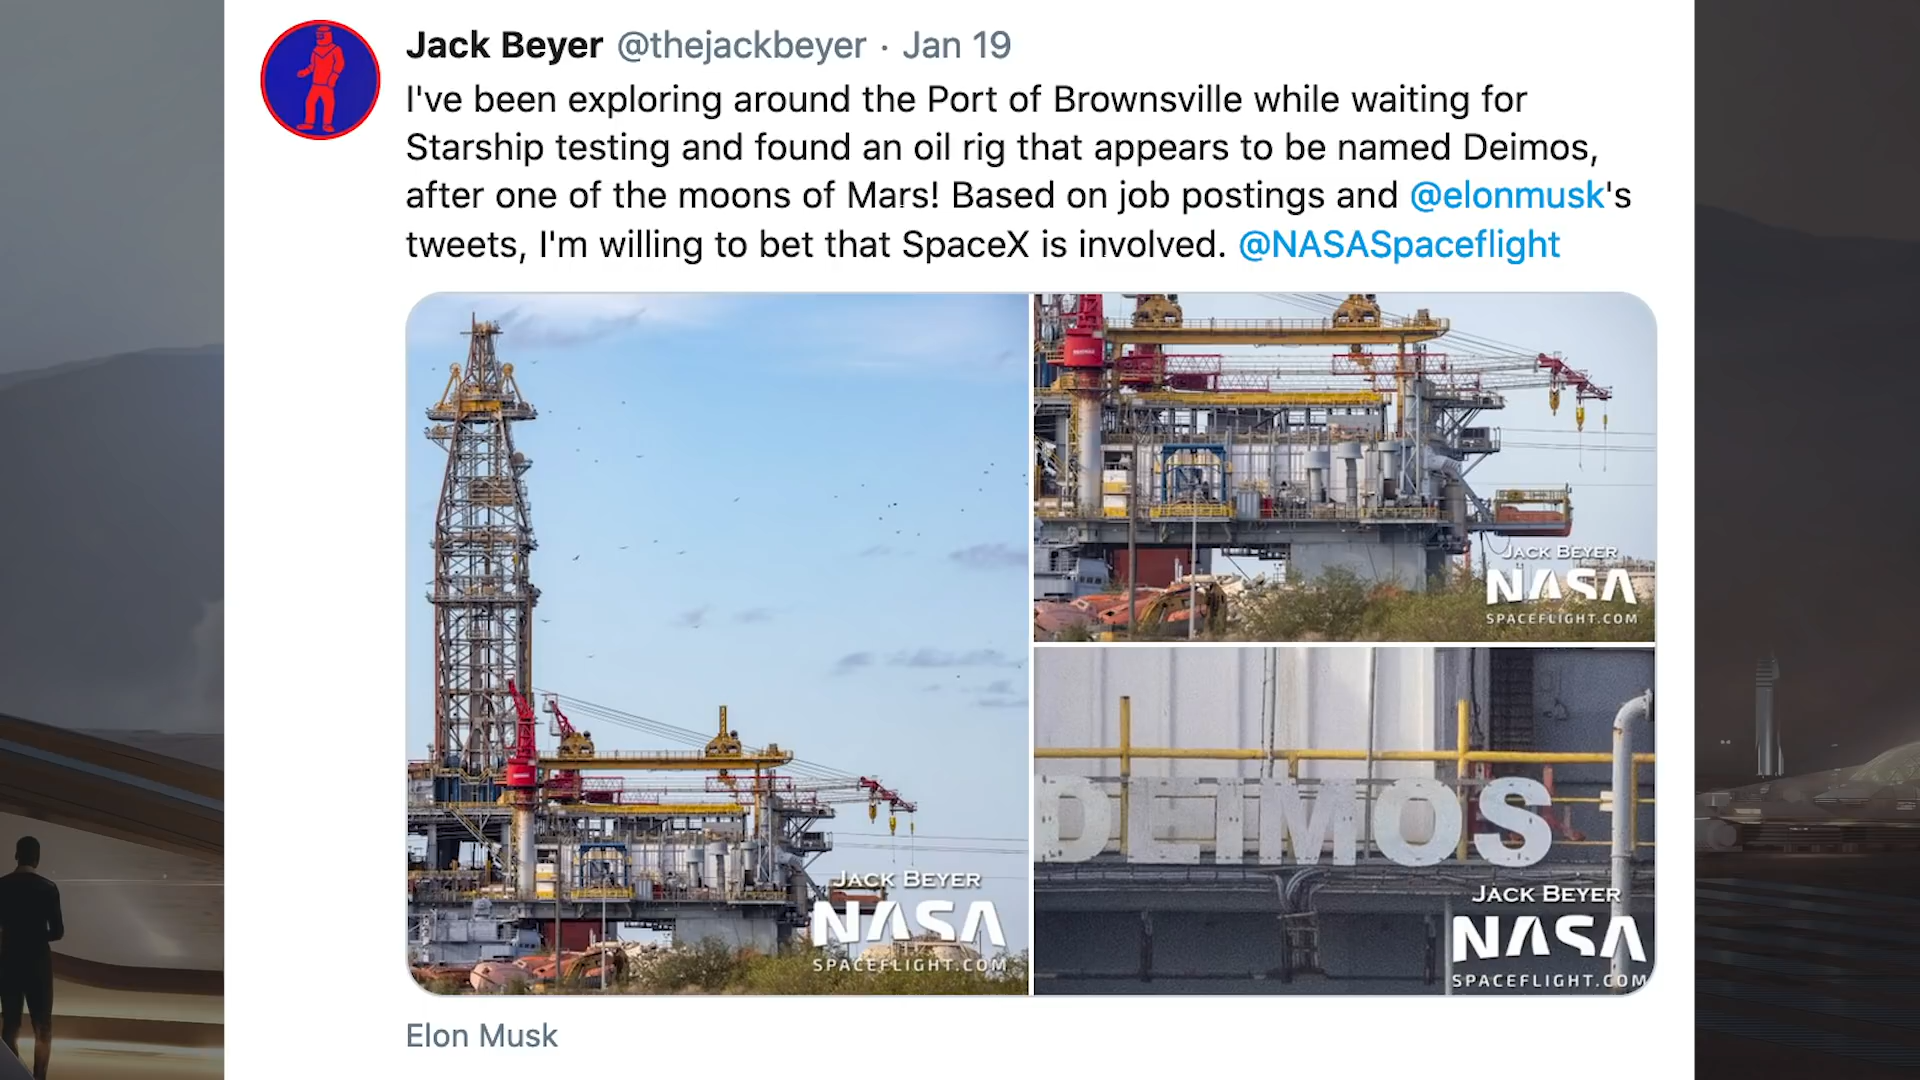 Jack Beyer @thejackbeyer · Jan 19
I've been exploring around the Port of Brownsville while waiting for
Starship testing and found an oil rig that appears to be named Deimos,
after one of the moons of Mars! Based on job postings and @elonmusk's
tweets, I'm willing to bet that SpaceX is involved. @NASASpaceflight
JACK BEYER
NASA
SPACEFLIGHT.COM
JACK BEYER
NASA
SPACEFLIGHT.COM
DEIMOS
JACK BEYER
NASA
SPACEFLIGHT.COM
Elon Musk